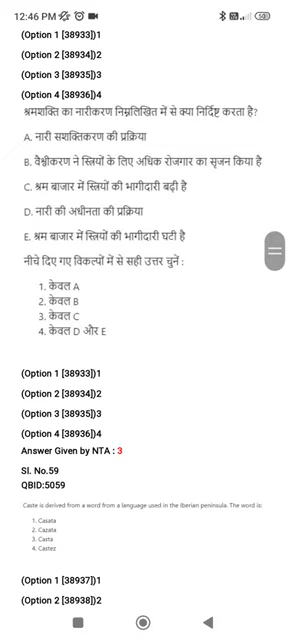 12:46 PM
58
(Option 1 [38933])1
(Option 2 [38934])2
(Option 3 [38935])3
(Option 4 [38936])4
श्रमशक्ति का नारीकरण निम्नलिखित में से क्या निर्दिष्ट करता है?
A. नारी सशक्तिकरण की प्रक्रिया
B. वैश्वीकरण ने स्त्रियों के लिए अधिक रोजगार का सृजन किया है
C. श्रम बाजार में स्त्रियों की भागीदारी बढ़ी है
D. नारी की अधीनता की प्रक्रिया
E. श्रम बाजार में स्त्रियों की भागीदारी घटी है
नीचे दिए गए विकल्पों में से सही उत्तर चुनें :
1. केवल A
2. केवल B
3. केवल C
4. केवल D और E
(Option 1 [38933])1
(Option 2 [38934])2
(Option 3 [38935])3
(Option 4 [38936])4
Answer Given by NTA : 3
Sl. No.59
QBID:5059
Caste is derived from a word from a language used in the Iberian peninsula. The word is:
1. Casata
2. Cazata
3. Casta
4. Castez
(Option 1 [38937])1
(Option 2 [38938])2